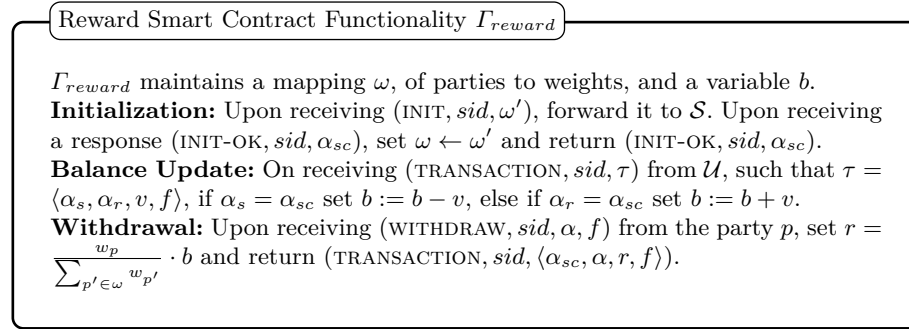 Reward Smart Contract Functionality Γ_reward
Γ_reward maintains a mapping ω, of parties to weights, and a variable b.
Initialization: Upon receiving (INIT, sid, ω′), forward it to S. Upon receiving
a response (INIT-OK, sid, α_sc), set ω ← ω′ and return (INIT-OK, sid, α_sc).
Balance Update: On receiving (TRANSACTION, sid, τ) from U, such that τ =
⟨α_s, α_r, v, f⟩, if α_s = α_sc set b := b − v, else if α_r = α_sc set b := b + v.
Withdrawal: Upon receiving (WITHDRAW, sid, α, f) from the party p, set r =
w_p / ∑_{p′∈ω} w_{p′} · b and return (TRANSACTION, sid, ⟨α_sc, α, r, f⟩).